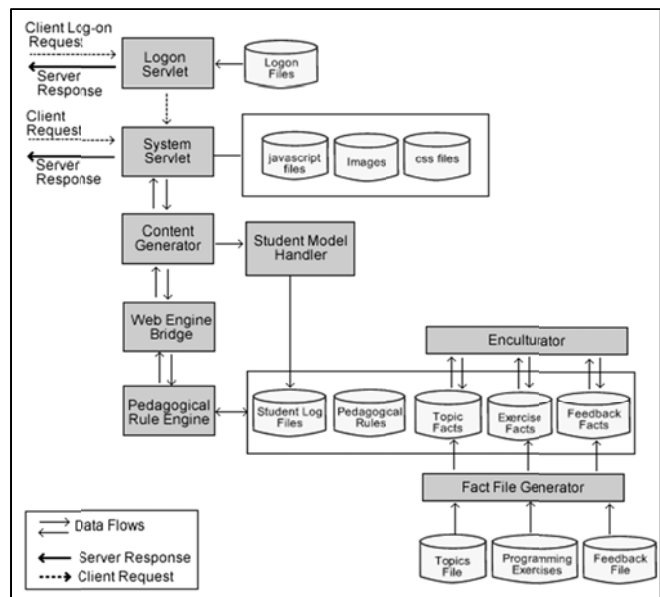 Client Log-on
Request
Server
Response
Logon
Servlet
Logon
Files
Client
Request
Server
Response
System
Servlet
javascript
files
Images
css files
Content
Generator
Student Model
Handler
Web Engine
Bridge
Enculturator
Pedagogical
Rule Engine
Student Log
Files
Pedagogcal
Rules
Topic
Facts
Exercise
Facts
Feedback
Facts
Fact File Generator
Topics
File
Programming
Exercises
Feedback
File
Data Flows
Server Response
Client Request